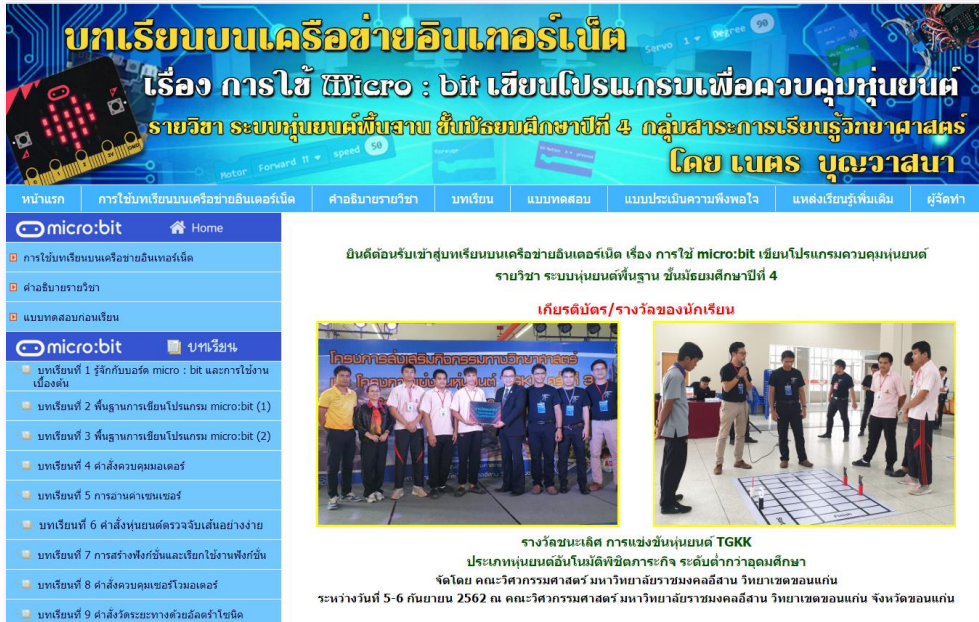 บทเรียนบนเครือข่ายอินเทอร์เน็ต
เรื่อง การใช้ Micro : bit เขียนโปรแกรมเพื่อควบคุมหุ่นยนต์
รายวิชา ระบบหุ่นยนต์พื้นฐาน ชั้นมัธยมศึกษาปีที่ 4 กลุ่มสาระการเรียนรู้วิทยาศาสตร์
โดย เนตร บุญวาสนา
Servo 1 Degree 90
Motor Forward 11 speed 50
forever
หน้าแรก การใช้บทเรียนบนเครือข่ายอินเตอร์เน็ต คำอธิบายรายวิชา บทเรียน แบบทดสอบ แบบประเมินความพึงพอใจ แหล่งเรียนรู้เพิ่มเติม ผู้จัดทำ
micro:bit Home
การใช้บทเรียนบนเครือข่ายอินเทอร์เน็ต
คำอธิบายรายวิชา
แบบทดสอบก่อนเรียน
micro:bit บทเรียน
บทเรียนที่ 1 รู้จักกับบอร์ด micro : bit และการใช้งาน
เบื้องต้น
บทเรียนที่ 2 พื้นฐานการเขียนโปรแกรม micro:bit (1)
บทเรียนที่ 3 พื้นฐานการเขียนโปรแกรม micro:bit (2)
บทเรียนที่ 4 คำสั่งควบคุมมอเตอร์
บทเรียนที่ 5 การอ่านค่าเซนเซอร์
บทเรียนที่ 6 คำสั่งหุ่นยนต์ตรวจจับเส้นอย่างง่าย
บทเรียนที่ 7 การสร้างฟังก์ชั่นและเรียกใช้งานฟังก์ชั่น
บทเรียนที่ 8 คำสั่งควบคุมเซอร์โวมอเตอร์
บทเรียนที่ 9 คำสั่งวัดระยะทางด้วยอัลตร้าโซนิค
ยินดีต้อนรับเข้าสู่บทเรียนบนเครือข่ายอินเตอร์เน็ต เรื่อง การใช้ micro:bit เขียนโปรแกรมควบคุมหุ่นยนต์
รายวิชา ระบบหุ่นยนต์พื้นฐาน ชั้นมัธยมศึกษาปีที่ 4
เกียรติบัตร/รางวัลของนักเรียน
โครงการส่งเสริมกิจกรรมทางวิทยาศาสตร์
รางวัลชนะเลิศ การแข่งขันหุ่นยนต์ TGKK
ประเภทหุ่นยนต์อันโนมัติพิชิตภาระกิจ ระดับต่ำกว่าอุดมศึกษา
จัดโดย คณะวิศวกรรมศาสตร์ มหาวิทยาลัยราชมงคลอีสาน วิทยาเขตขอนแก่น
ระหว่างวันที่ 5-6 กันยายน 2562 ณ คณะวิศวกรรมศาสตร์ มหาวิทยาลัยราชมงคลอีสาน วิทยาเขตขอนแก่น จังหวัดขอนแก่น